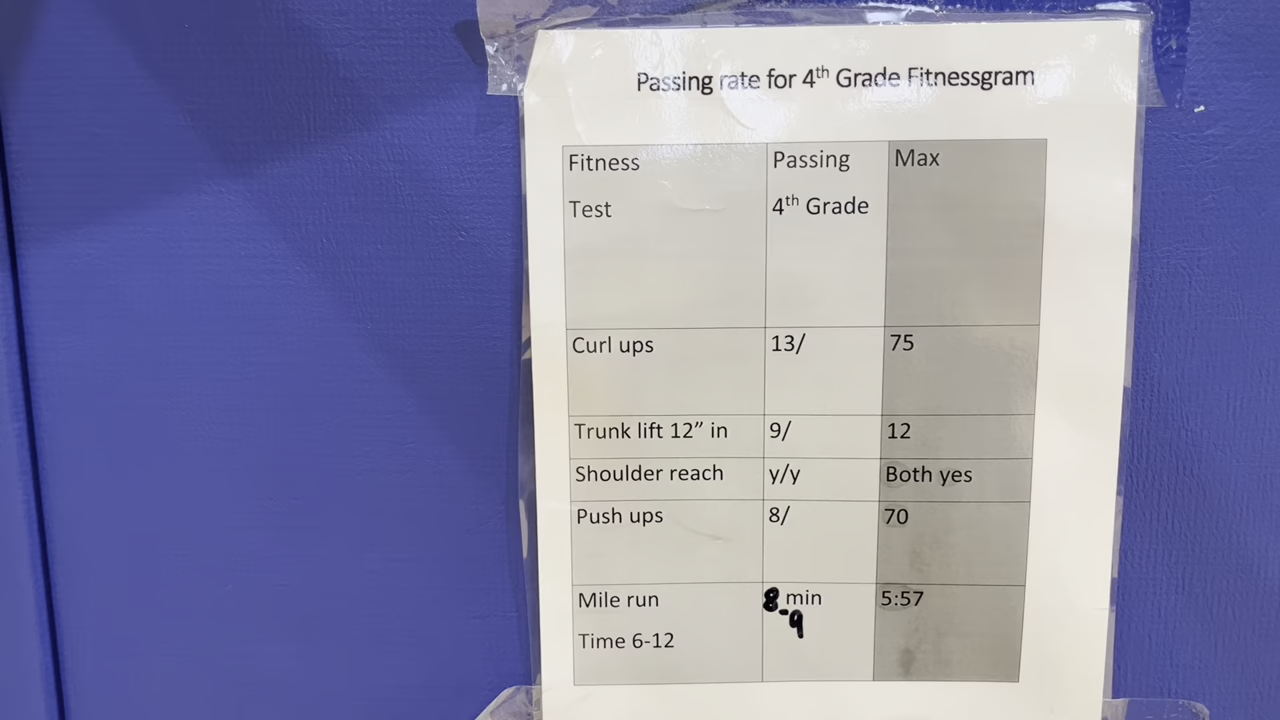 Passing rate for 4th Grade Fitnessgram
Fitness Test
Passing 4th Grade
Max
Curl ups
13/
75
Trunk lift 12” in
9/
12
Shoulder reach
y/y
Both yes
Push ups
8/
70
Mile run
8-9 min
5:57
Time 6-12